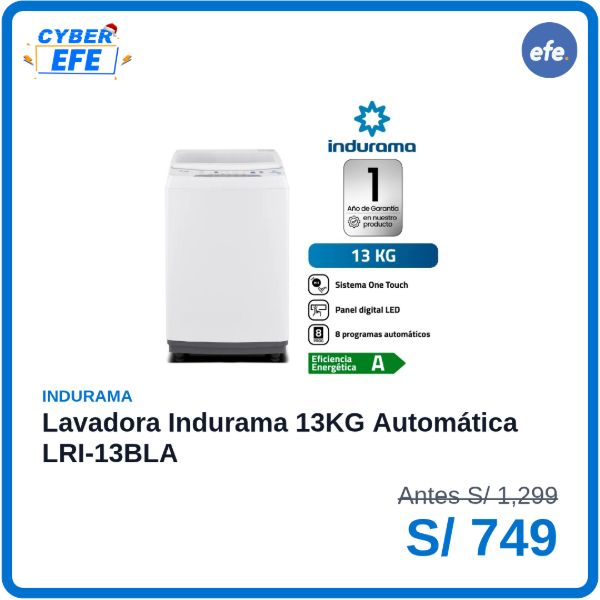 CYBER
EFE
efe.
indurama
1
Año de Garantía
en nuestro
producto
13 KG
Sistema One Touch
Panel digital LED
8
8 programas automáticos
Eficiencia
Energética
A
INDURAMA
Lavadora Indurama 13KG Automática
LRI-13BLA
Antes S/ 1,299
S/ 749